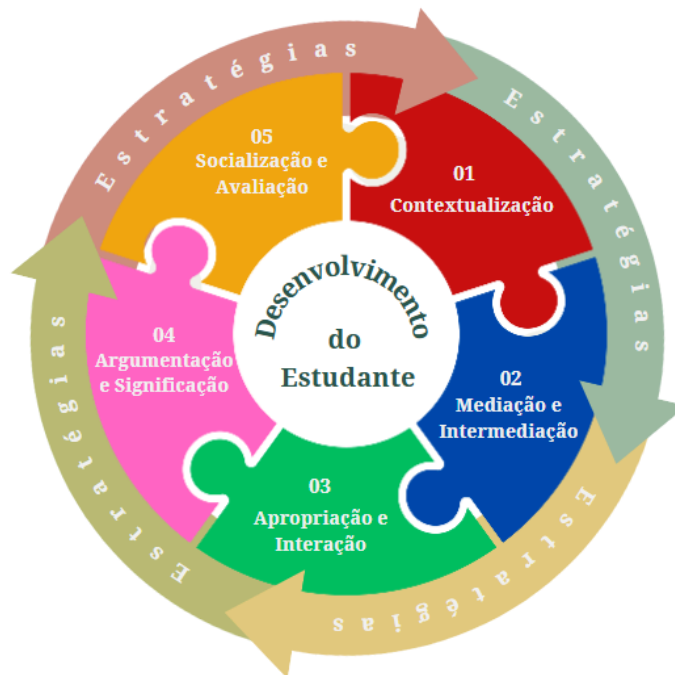 Desenvolvimento
do
Estudante
01
Contextualização
02
Mediação e
Intermediação
03
Apropriação e
Interação
04
Argumentação
e Significação
05
Socialização e
Avaliação
Estratégias
Estratégias
Estratégias
Estratégias